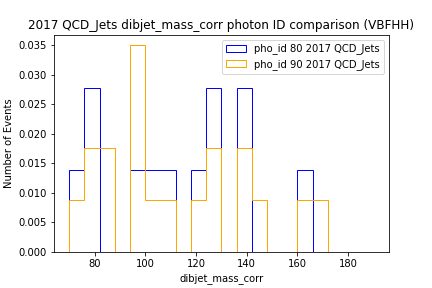 2017 QCD_Jets dibjet_mass_corr photon ID comparison (VBFHH)
pho_id 80 2017 QCD_Jets
pho_id 90 2017 QCD_Jets
Number of Events
0.035
0.030
0.025
0.020
0.015
0.010
0.005
0.000
80 100 120 140 160 180
dibjet_mass_corr